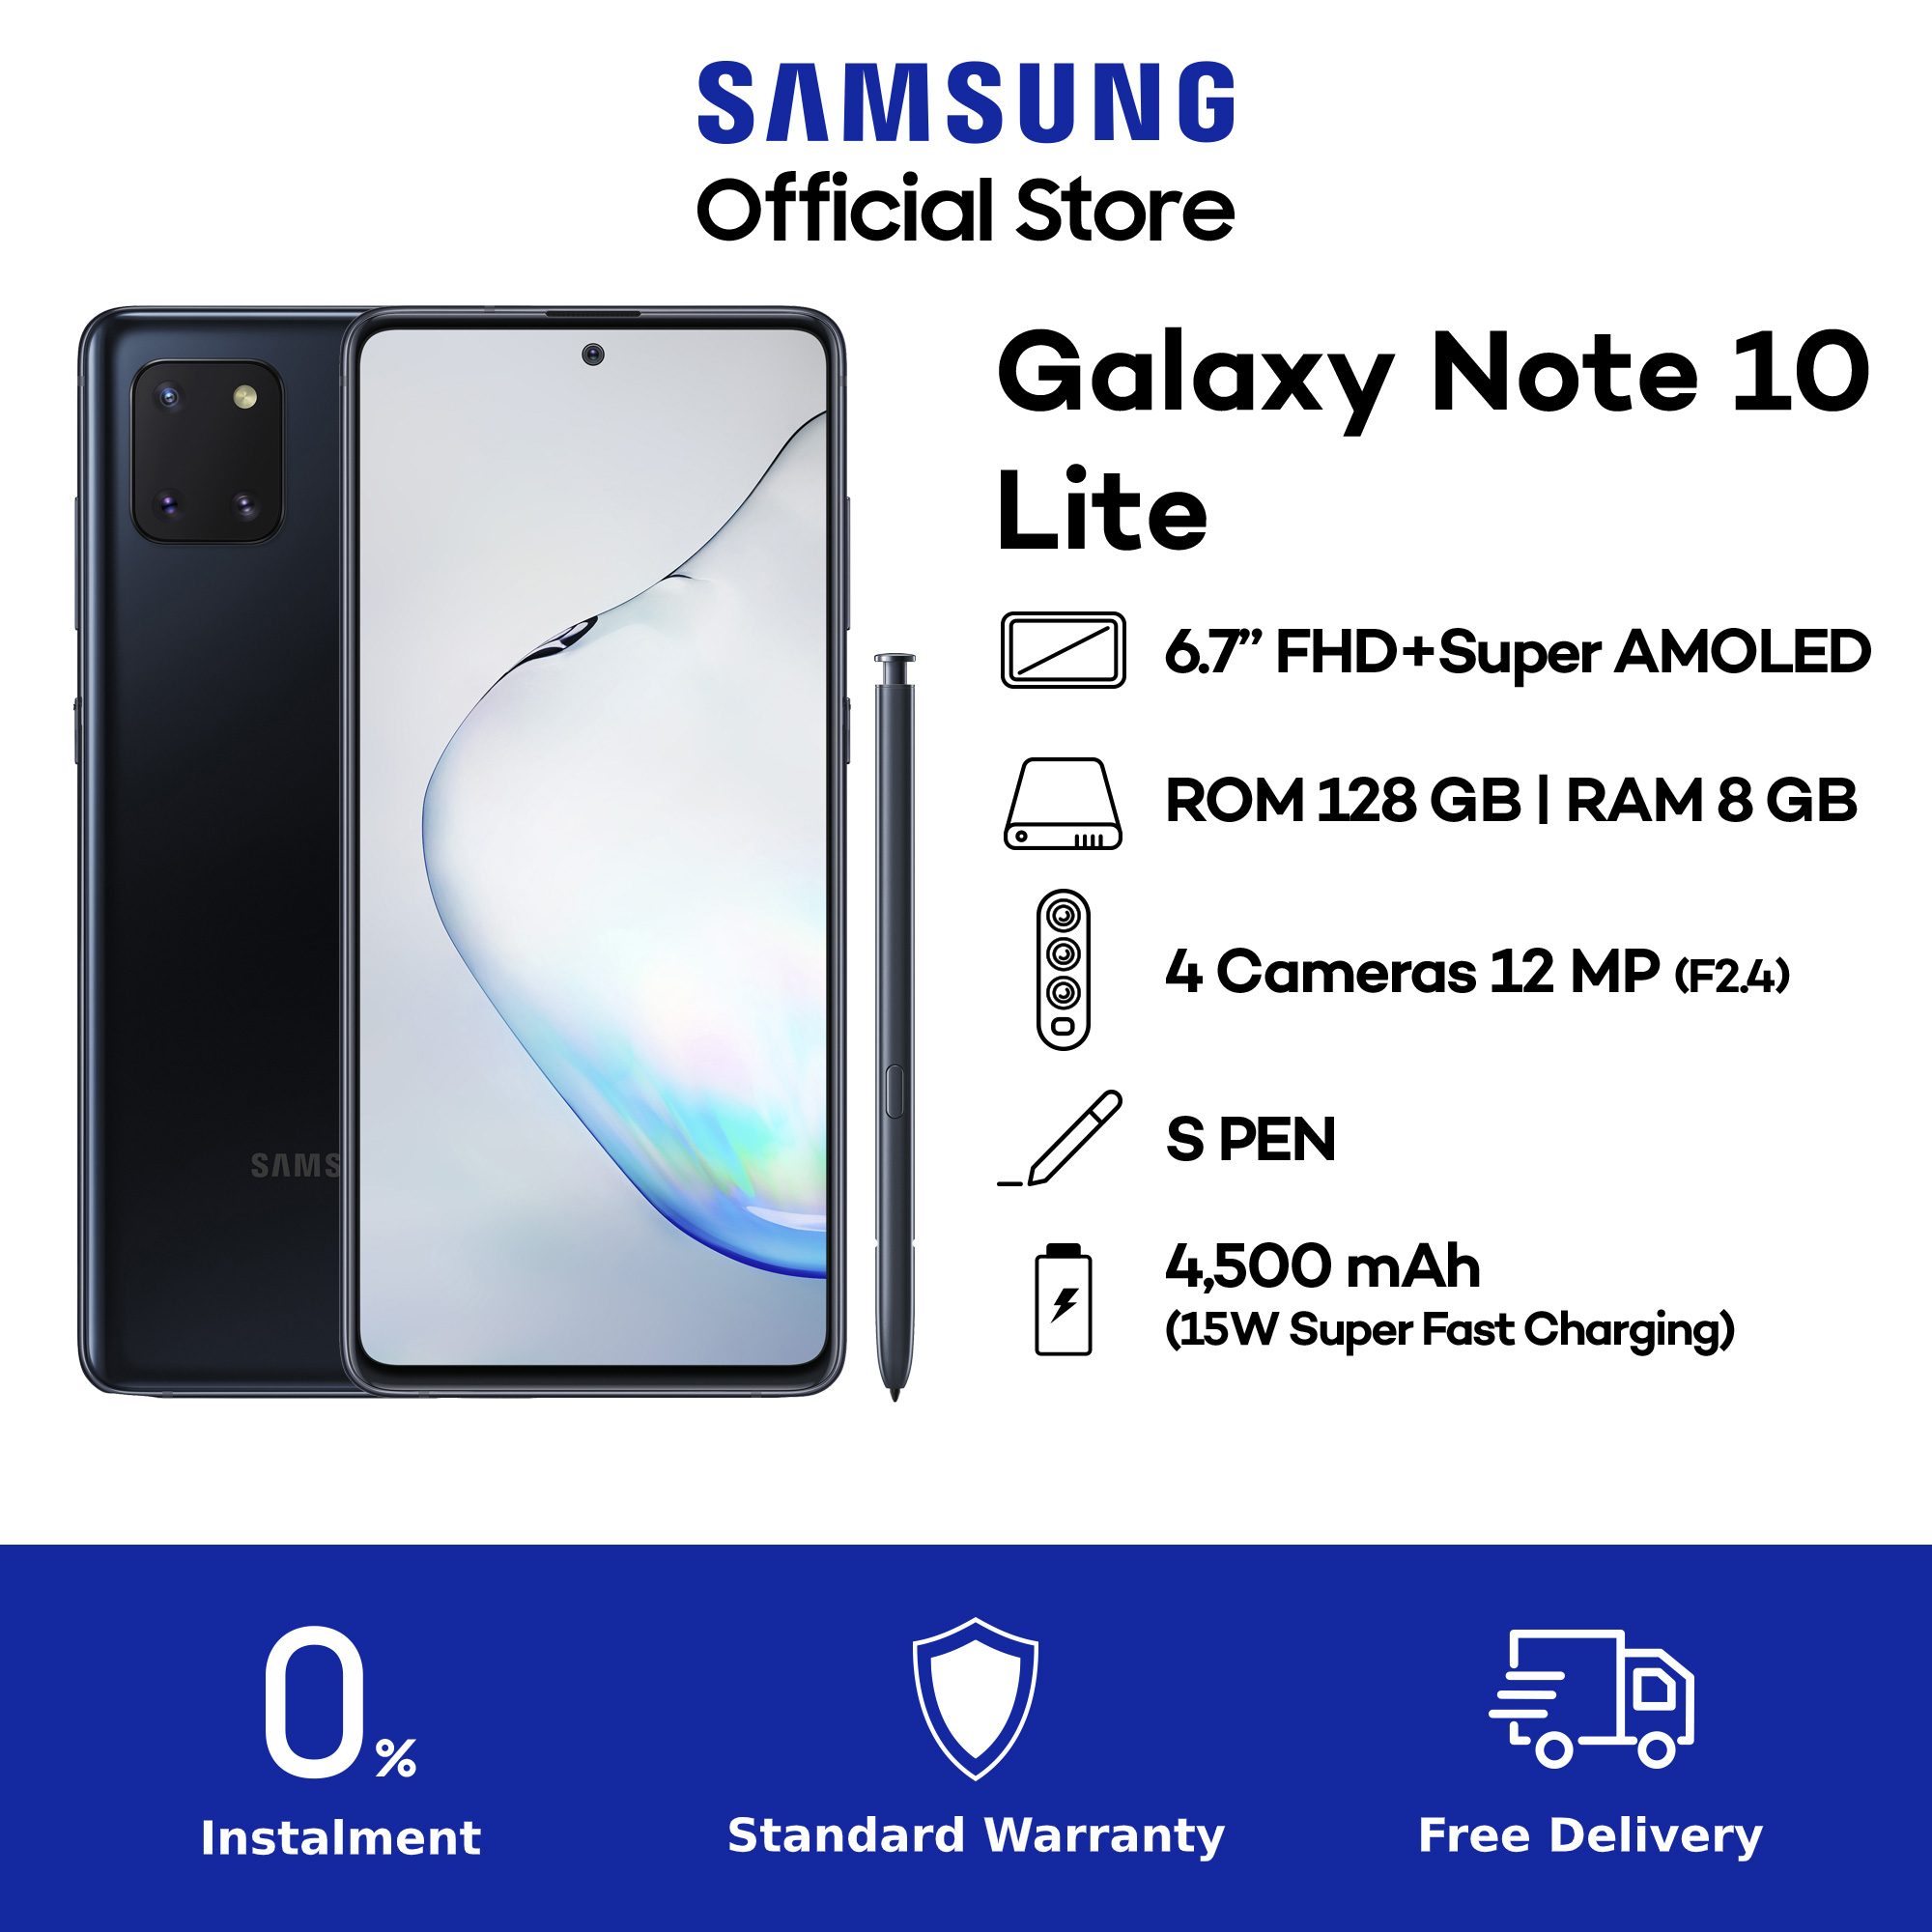 SAMSUNG
Official Store
Galaxy Note 10
Lite
6.7” FHD+Super AMOLED
ROM 128 GB | RAM 8 GB
4 Cameras 12 MP (F2.4)
SAMS
S PEN
4,500 mAh
(15W Super Fast Charging)
0%
Instalment
Standard Warranty
Free Delivery